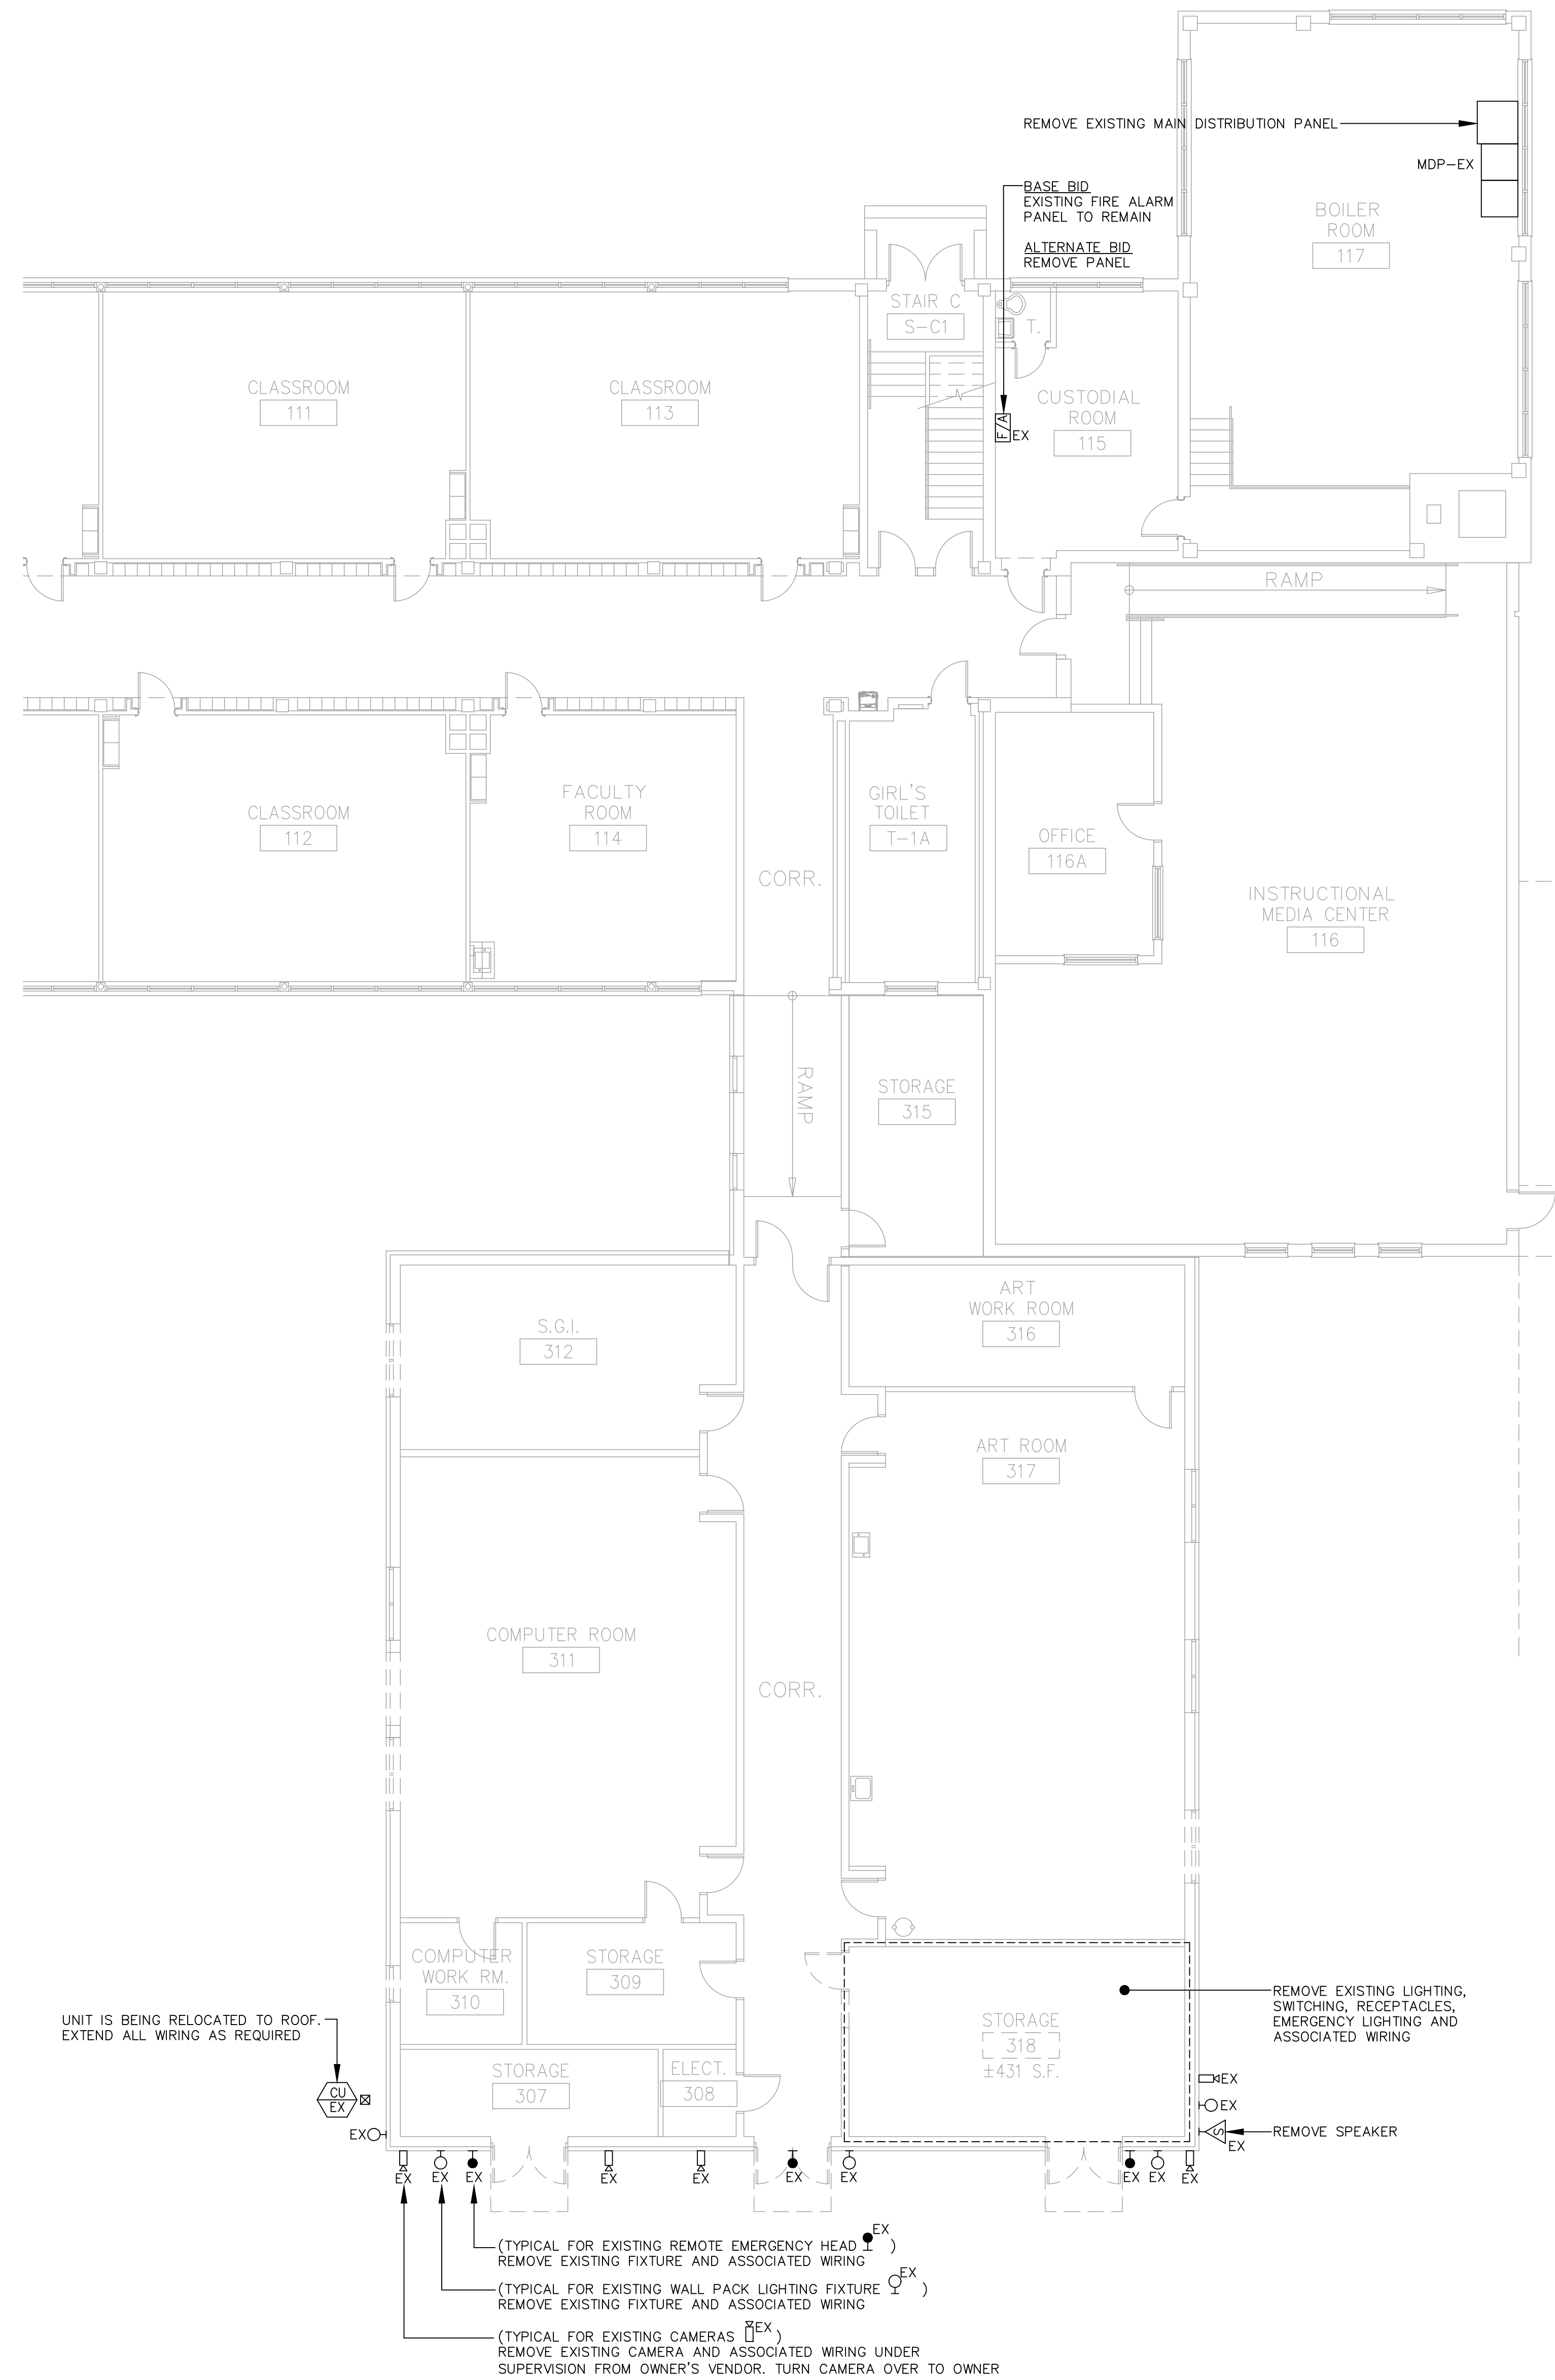 REMOVE EXISTING MAIN DISTRIBUTION PANEL
MDP-EX
BASE BID
EXISTING FIRE ALARM
PANEL TO REMAIN
ALTERNATE BID
REMOVE PANEL
BOILER
ROOM
117
STAIR C
S-C1
T.
CLASSROOM
111
CLASSROOM
113
CUSTODIAL
ROOM
115
F/A
EX
RAMP
CLASSROOM
112
FACULTY
ROOM
114
CORR.
GIRL'S
TOILET
T-1A
OFFICE
116A
INSTRUCTIONAL
MEDIA CENTER
116
RAMP
STORAGE
315
S.G.I.
312
ART
WORK ROOM
316
ART ROOM
317
COMPUTER ROOM
311
CORR.
COMPUTER
WORK RM.
310
STORAGE
309
STORAGE
318
±431 S.F.
REMOVE EXISTING LIGHTING,
SWITCHING, RECEPTACLES,
EMERGENCY LIGHTING AND
ASSOCIATED WIRING
UNIT IS BEING RELOCATED TO ROOF.
EXTEND ALL WIRING AS REQUIRED
CU
EX
STORAGE
307
ELECT.
308
EX
EX
EX
S
EX
REMOVE SPEAKER
EX
EX
EX
EX
EX
EX
EX
EX
EX
EX
(TYPICAL FOR EXISTING REMOTE EMERGENCY HEAD EX )
REMOVE EXISTING FIXTURE AND ASSOCIATED WIRING
(TYPICAL FOR EXISTING WALL PACK LIGHTING FIXTURE EX )
REMOVE EXISTING FIXTURE AND ASSOCIATED WIRING
(TYPICAL FOR EXISTING CAMERAS EX )
REMOVE EXISTING CAMERA AND ASSOCIATED WIRING UNDER
SUPERVISION FROM OWNER'S VENDOR. TURN CAMERA OVER TO OWNER